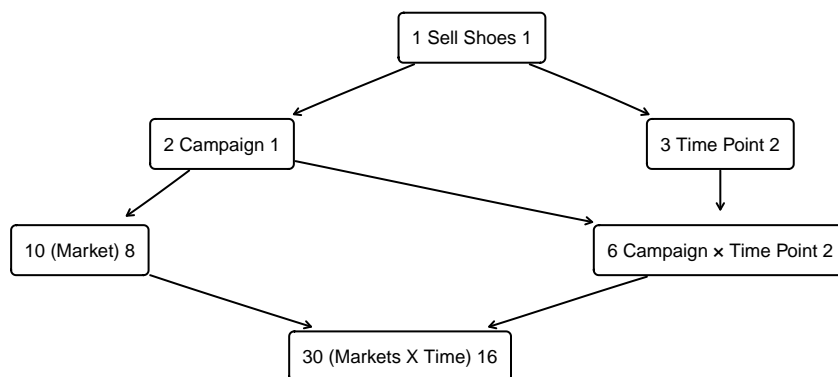 1 Sell Shoes 1
2 Campaign 1
3 Time Point 2
10 (Market) 8
6 Campaign × Time Point 2
30 (Markets X Time) 16